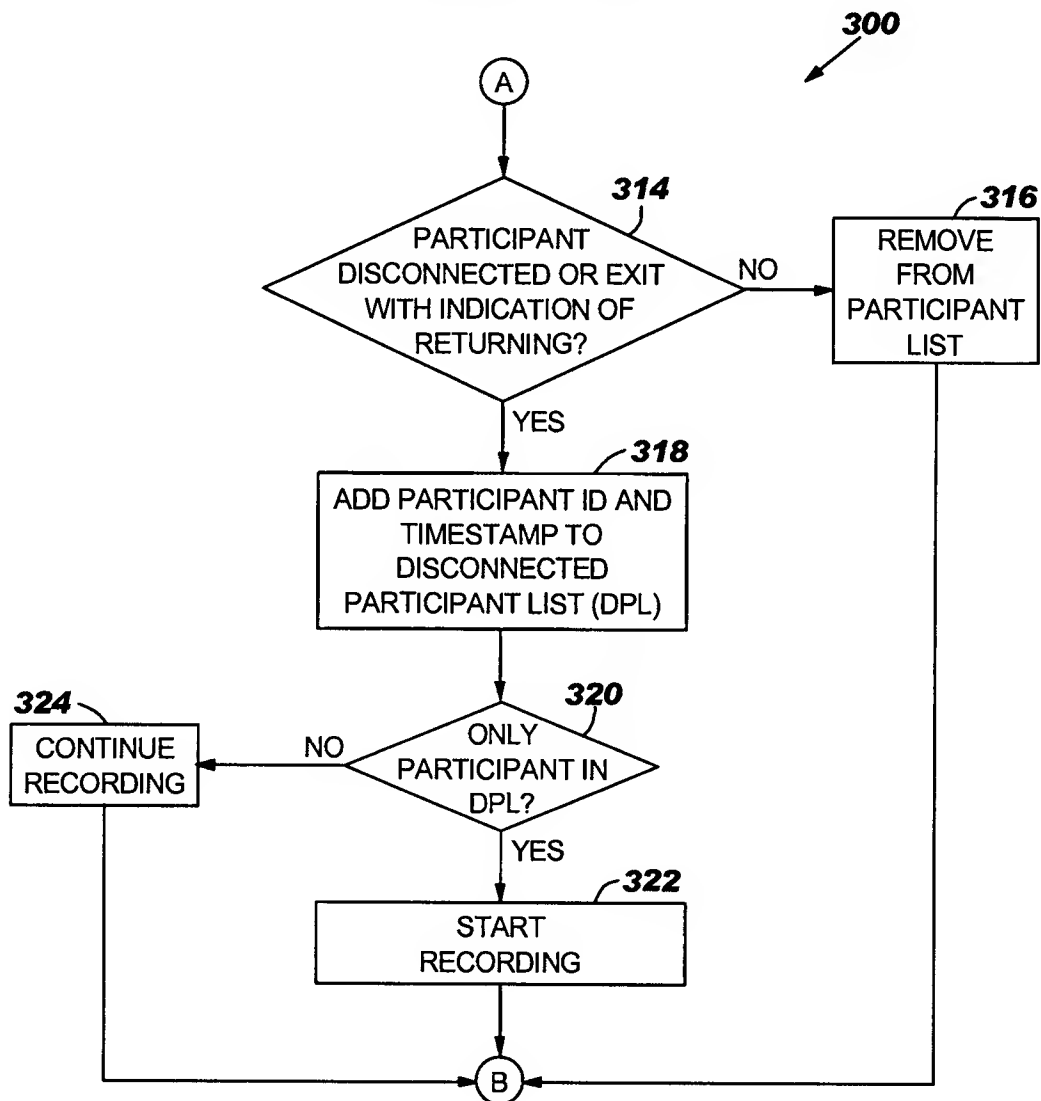 300
A
314
PARTICIPANT
DISCONNECTED OR EXIT
WITH INDICATION OF
RETURNING?
NO
316
REMOVE
FROM
PARTICIPANT
LIST
YES
318
ADD PARTICIPANT ID AND
TIMESTAMP TO
DISCONNECTED
PARTICIPANT LIST (DPL)
320
ONLY
PARTICIPANT IN
DPL?
NO
324
CONTINUE
RECORDING
YES
322
START
RECORDING
B